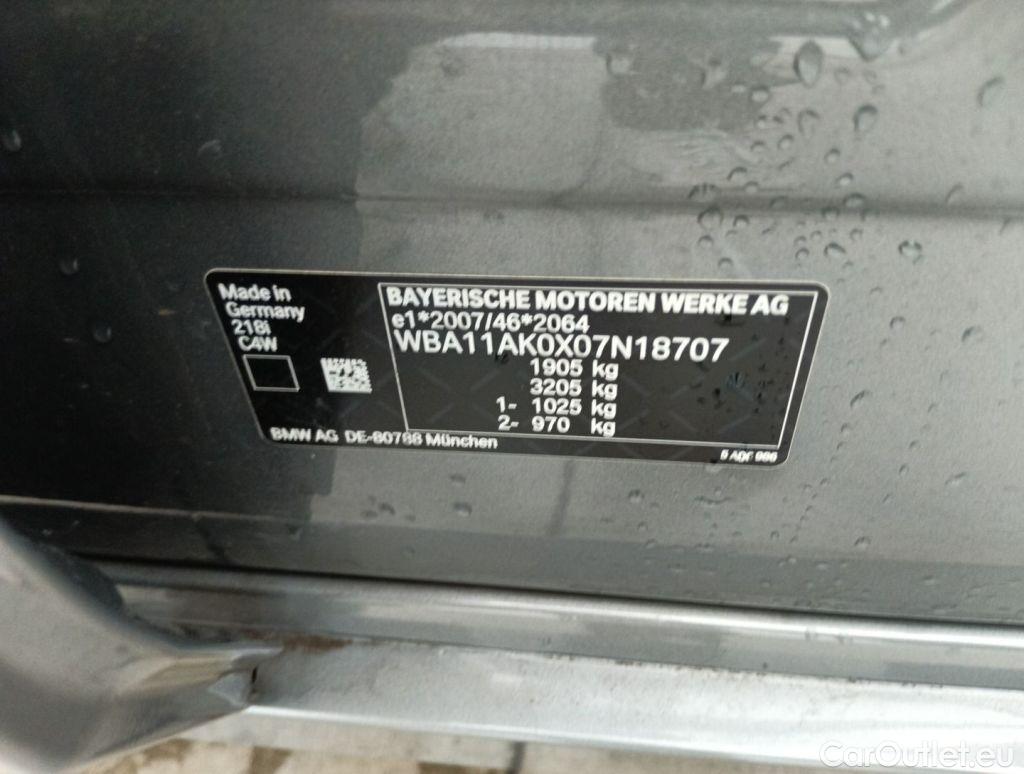 Made in
Germany
218i
C4W
BAYERISCHE MOTOREN WERKE AG
e1*2007/46*2064
WBA11AK0X07N18707
1905 kg
3205 kg
1- 1025 kg
2- 970 kg
BMW AG DE-80788 München
CarOutlet.eu